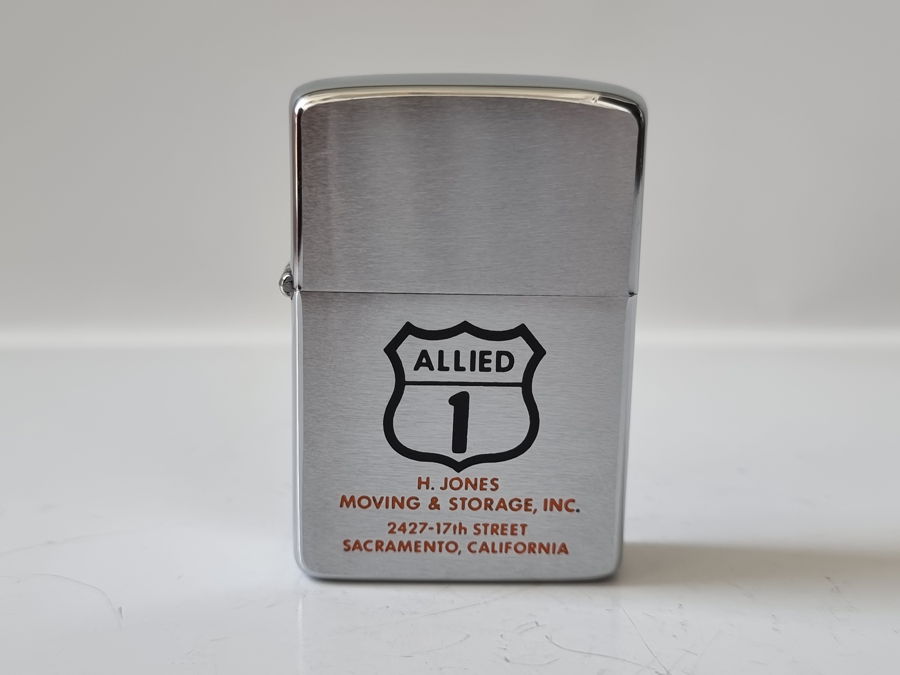 ALLIED
1
H. JONES
MOVING & STORAGE, INC.
2427-17th STREET
SACRAMENTO, CALIFORNIA